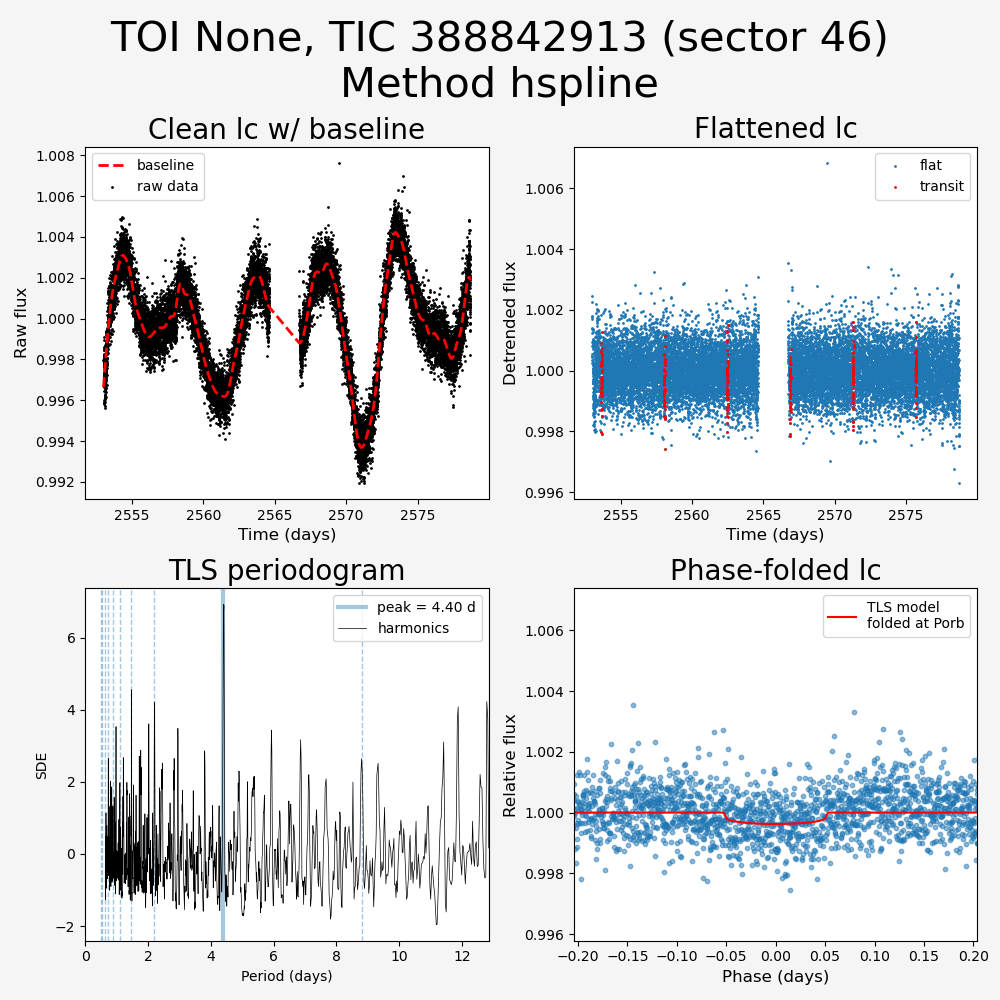 TOI None, TIC 388842913 (sector 46)
Method hspline
Clean lc w/ baseline
baseline
raw data
1.008
1.006
1.004
1.002
1.000
0.998
0.996
0.994
0.992
Raw flux
2555
2560
2565
2570
2575
Time (days)
Flattened lc
flat
transit
1.006
1.004
1.002
1.000
0.998
0.996
Detrended flux
2555
2560
2565
2570
2575
Time (days)
TLS periodogram
peak = 4.40 d
harmonics
6
4
2
0
−2
SDE
0
2
4
6
8
10
12
Period (days)
Phase-folded lc
TLS model
folded at Porb
1.006
1.004
1.002
1.000
0.998
0.996
Relative flux
−0.20
−0.15
−0.10
−0.05
0.00
0.05
0.10
0.15
0.20
Phase (days)